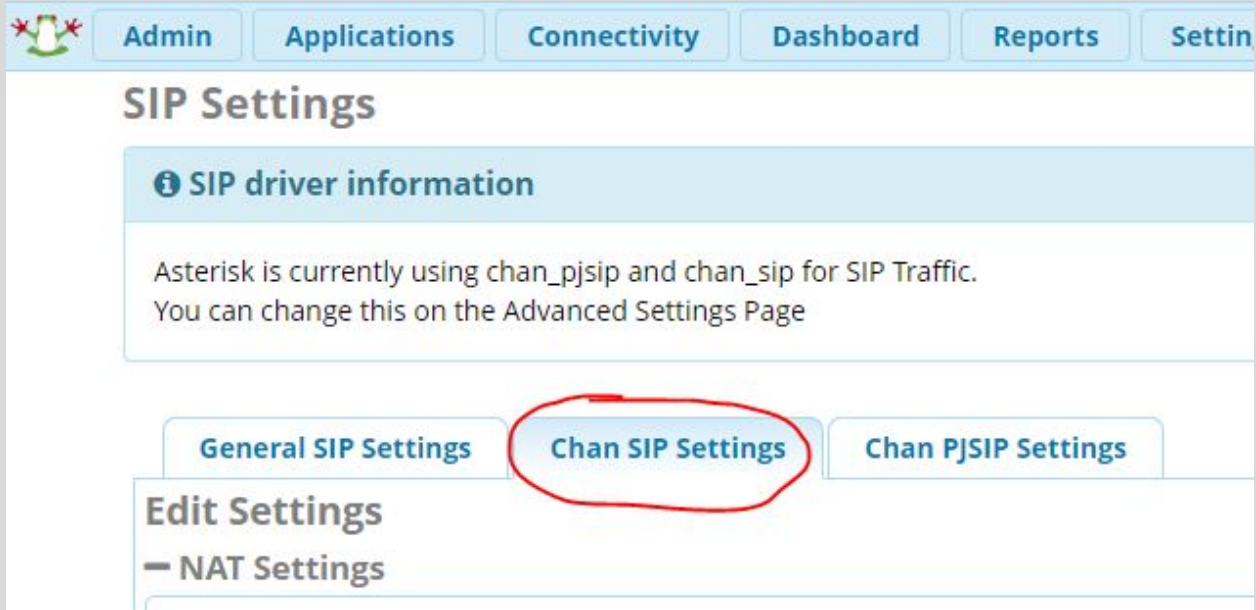 Admin Applications Connectivity Dashboard Reports
SIP Settings
SIP driver information
Asterisk is currently using chan_pjsip and chan_sip for SIP Traffic.
You can change this on the Advanced Settings Page
General SIP Settings Chan SIP Settings Chan PJSIP Settings
Edit Settings
NAT Settings